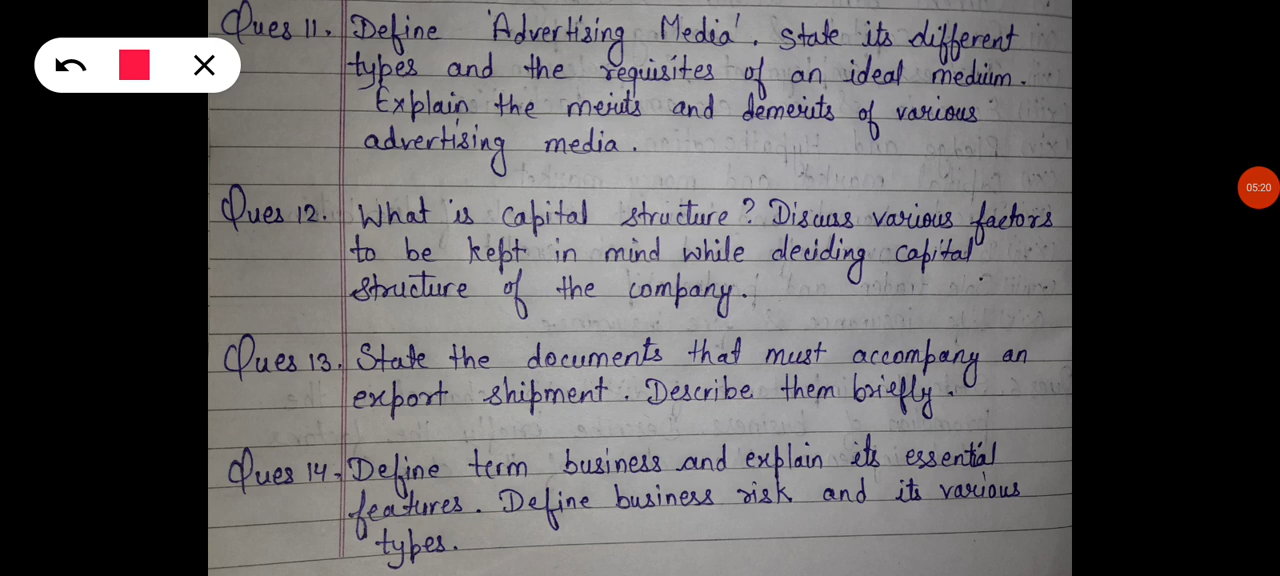 Ques 11. Define 'Advertising Media'. State its different
types and the requisites of an ideal medium.
Explain the merits and demerits of various
advertising media.
Ques 12. What is capital structure? Discuss various factors
to be kept in mind while deciding capital
structure of the company.
05:20
Ques 13. State the documents that must accompany an
export shipment. Describe them briefly.
Ques 14. Define term business and explain its essential
features. Define business risk and its various
types.